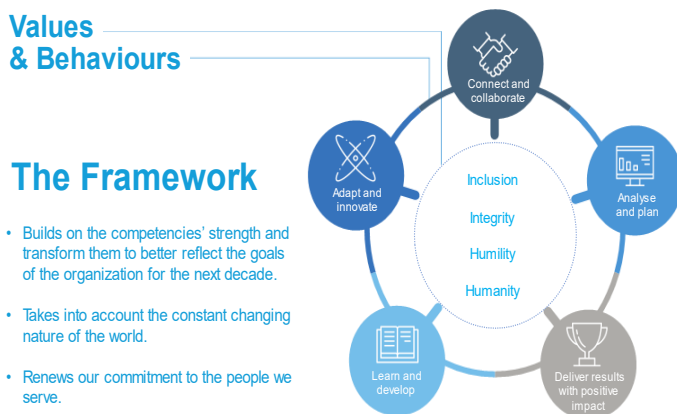 Values
& Behaviours
The Framework
• Builds on the competencies’ strength and
transform them to better reflect the goals
of the organization for the next decade.
• Takes into account the constant changing
nature of the world.
• Renews our commitment to the people we
serve.
Connect and
collaborate
Adapt and
innovate
Analyse
and plan
Inclusion
Integrity
Humility
Humanity
Learn and
develop
Deliver results
with positive
impact